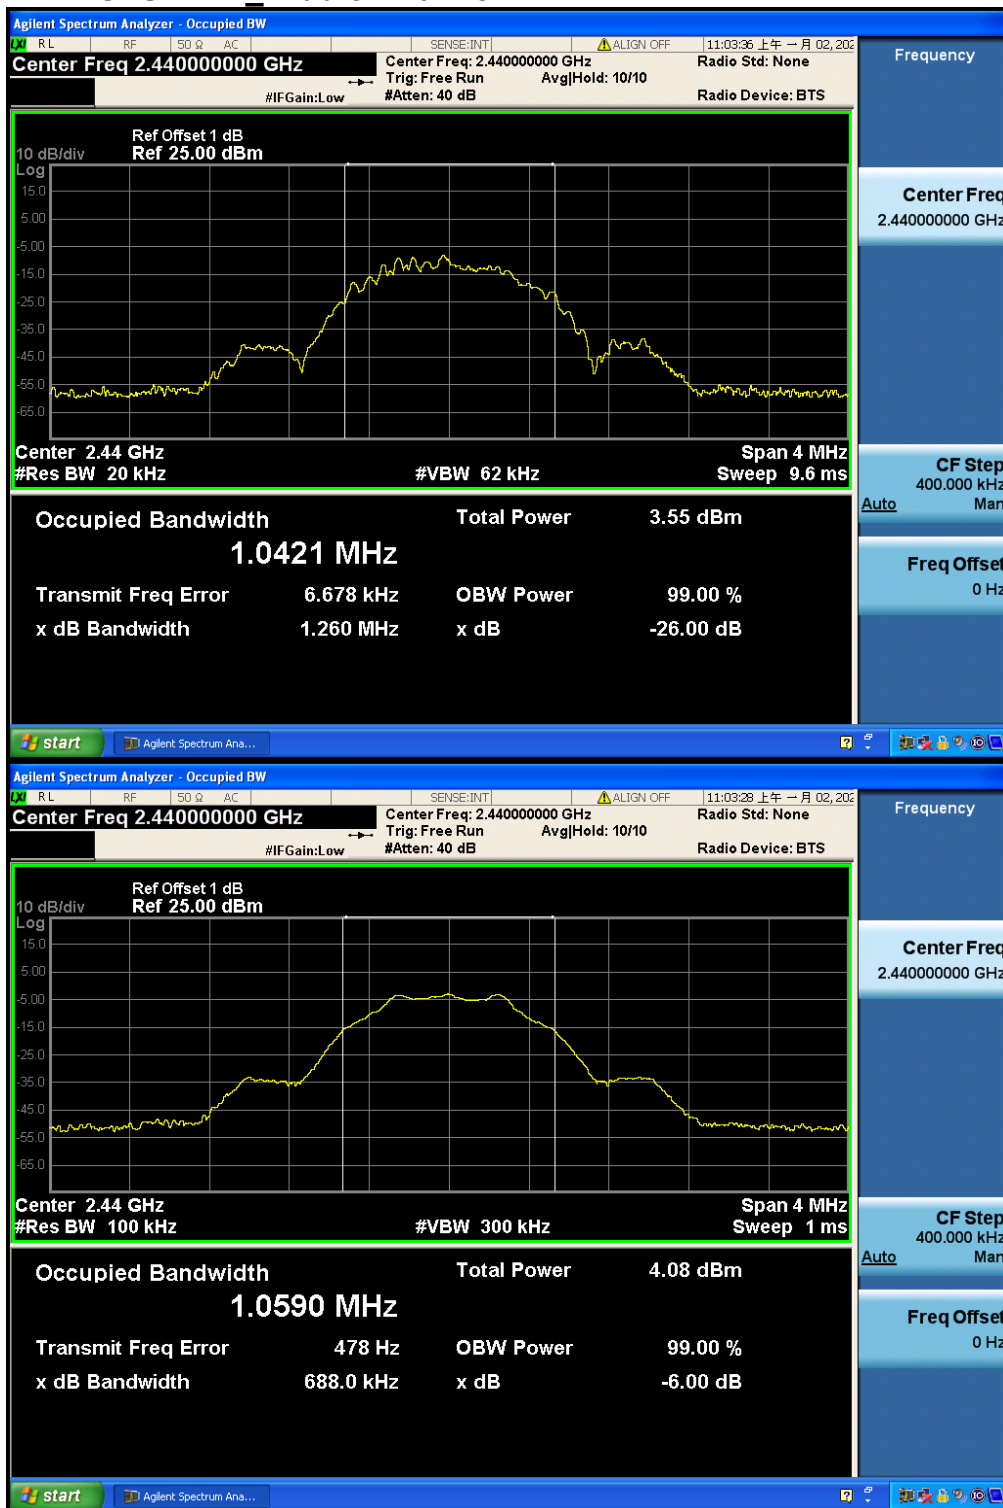 Agilent Spectrum Analyzer - Occupied BW
LXI RL RF 50 Ω AC SENSE:INT ALIGN OFF 11:03:36 上午 一月 02, 202
Center Freq 2.440000000 GHz
Center Freq: 2.440000000 GHz
Radio Std: None
Trig: Free Run Avg|Hold: 10/10
#IFGain:Low #Atten: 40 dB Radio Device: BTS
Ref Offset 1 dB
10 dB/div Ref 25.00 dBm
Log
15.0
5.00
-5.00
-15.0
-25.0
-35.0
-45.0
-55.0
-65.0
Center 2.44 GHz Span 4 MHz
#Res BW 20 kHz #VBW 62 kHz Sweep 9.6 ms
Occupied Bandwidth Total Power 3.55 dBm
1.0421 MHz
Transmit Freq Error 6.678 kHz OBW Power 99.00 %
x dB Bandwidth 1.260 MHz x dB -26.00 dB
Frequency
Center Freq
2.440000000 GHz
CF Step
400.000 kHz
Auto Man
Freq Offset
0 Hz
start Agilent Spectrum Ana...
Agilent Spectrum Analyzer - Occupied BW
LXI RL RF 50 Ω AC SENSE:INT ALIGN OFF 11:03:28 上午 一月 02, 202
Center Freq 2.440000000 GHz
Center Freq: 2.440000000 GHz
Radio Std: None
Trig: Free Run Avg|Hold: 10/10
#IFGain:Low #Atten: 40 dB Radio Device: BTS
Ref Offset 1 dB
10 dB/div Ref 25.00 dBm
Log
15.0
5.00
-5.00
-15.0
-25.0
-35.0
-45.0
-55.0
-65.0
Center 2.44 GHz Span 4 MHz
#Res BW 100 kHz #VBW 300 kHz Sweep 1 ms
Occupied Bandwidth Total Power 4.08 dBm
1.0590 MHz
Transmit Freq Error 478 Hz OBW Power 99.00 %
x dB Bandwidth 688.0 kHz x dB -6.00 dB
Frequency
Center Freq
2.440000000 GHz
CF Step
400.000 kHz
Auto Man
Freq Offset
0 Hz
start Agilent Spectrum Ana...